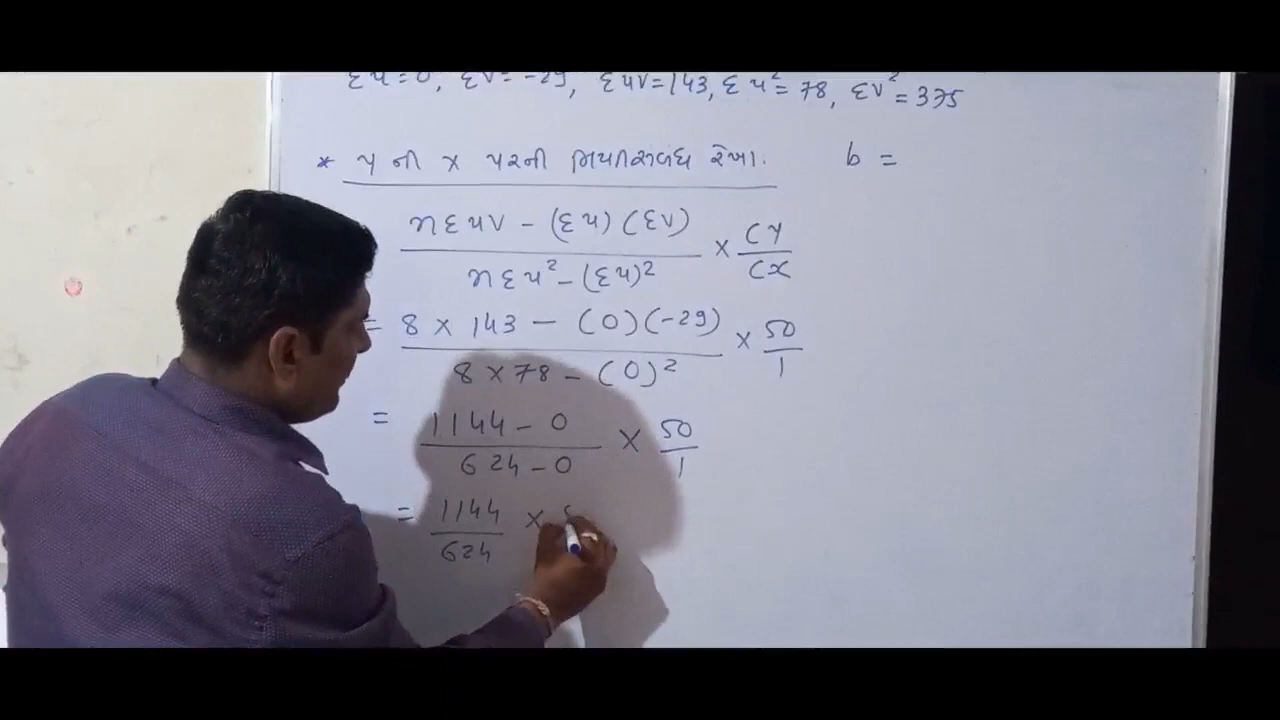 Σu = 0, Σv = -29, Σuv = 143, Σu² = 78, Σv² = 375
* y ની x પરની નિયતસંબંધ રેખા. b =
nΣuv - (Σu) (Σv) / nΣu² - (Σu)² × Cy / Cx
= 8 × 143 - (0) (-29) / 8 × 78 - (0)² × 50 / 1
= 1144 - 0 / 624 - 0 × 50 / 1
= 1144 / 624 ×